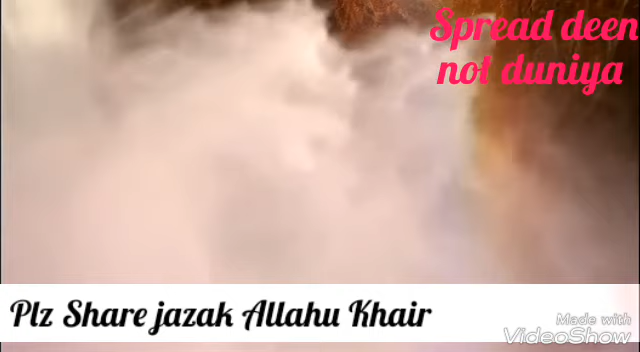 Spread deen
not duniya
Plz Share jazak Allahu Khair
Made with
VideoShow